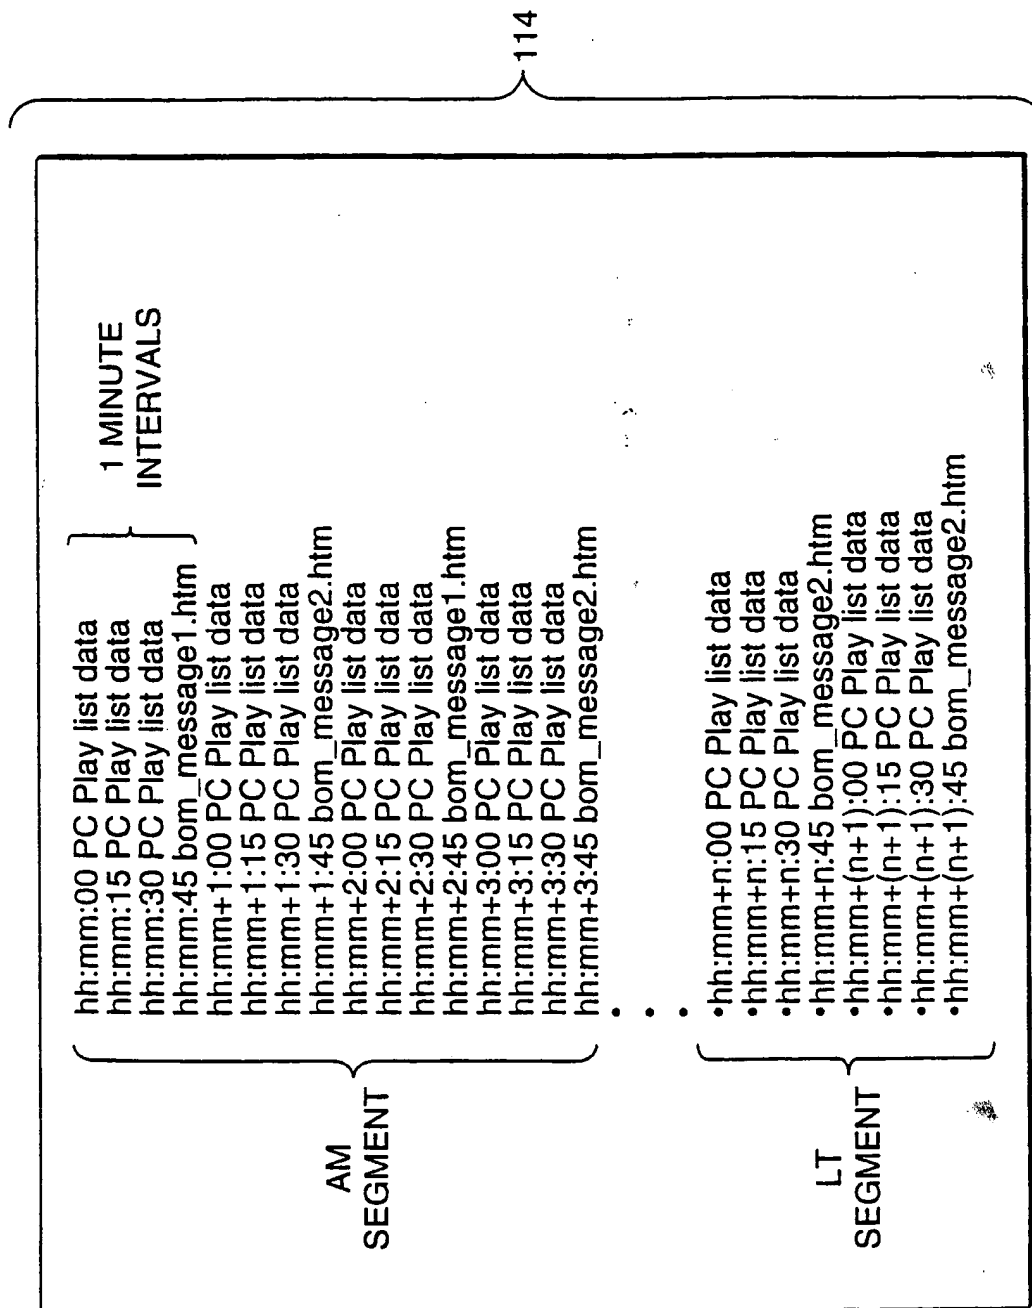 114
1 MINUTE
INTERVALS
AM
SEGMENT
hh:mm:00 PC Play list data
hh:mm:15 PC Play list data
hh:mm:30 PC Play list data
hh:mm:45 bom_message1.htm
hh:mm+1:00 PC Play list data
hh:mm+1:15 PC Play list data
hh:mm+1:30 PC Play list data
hh:mm+1:45 bom_message2.htm
hh:mm+2:00 PC Play list data
hh:mm+2:15 PC Play list data
hh:mm+2:30 PC Play list data
hh:mm+2:45 bom_message1.htm
hh:mm+3:00 PC Play list data
hh:mm+3:15 PC Play list data
hh:mm+3:30 PC Play list data
hh:mm+3:45 bom_message2.htm
•
•
•
LT
SEGMENT
•hh:mm+n:00 PC Play list data
•hh:mm+n:15 PC Play list data
•hh:mm+n:30 PC Play list data
•hh:mm+n:45 bom_message2.htm
•hh:mm+(n+1):00 PC Play list data
•hh:mm+(n+1):15 PC Play list data
•hh:mm+(n+1):30 PC Play list data
•hh:mm+(n+1):45 bom_message2.htm